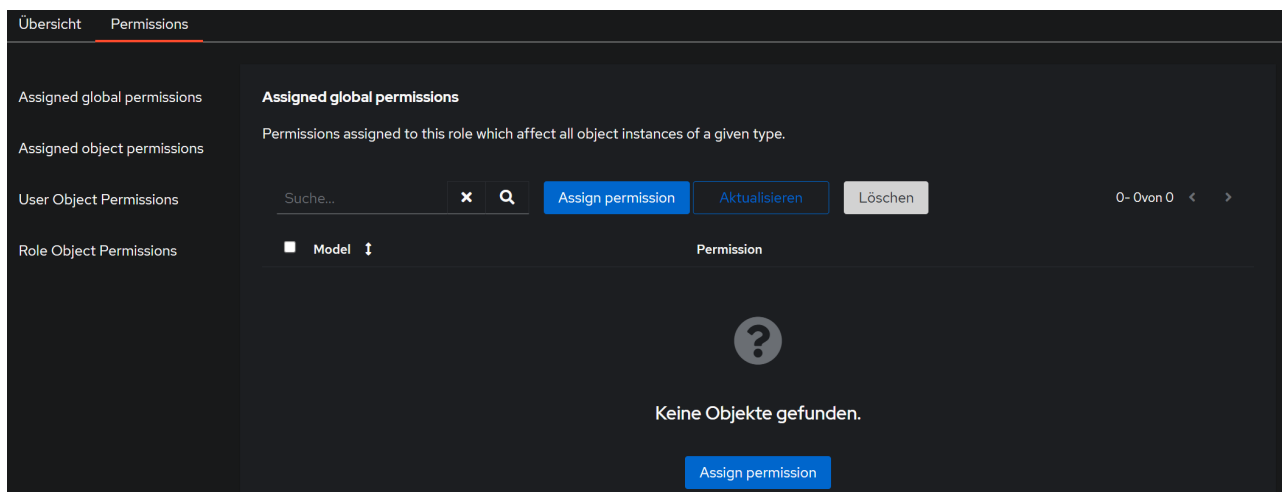 Übersicht Permissions
Assigned global permissions
Assigned object permissions
User Object Permissions
Role Object Permissions
Assigned global permissions
Permissions assigned to this role which affect all object instances of a given type.
Suche... Assign permission Aktualisieren Löschen 0- 0von 0
Model Permission
Keine Objekte gefunden.
Assign permission